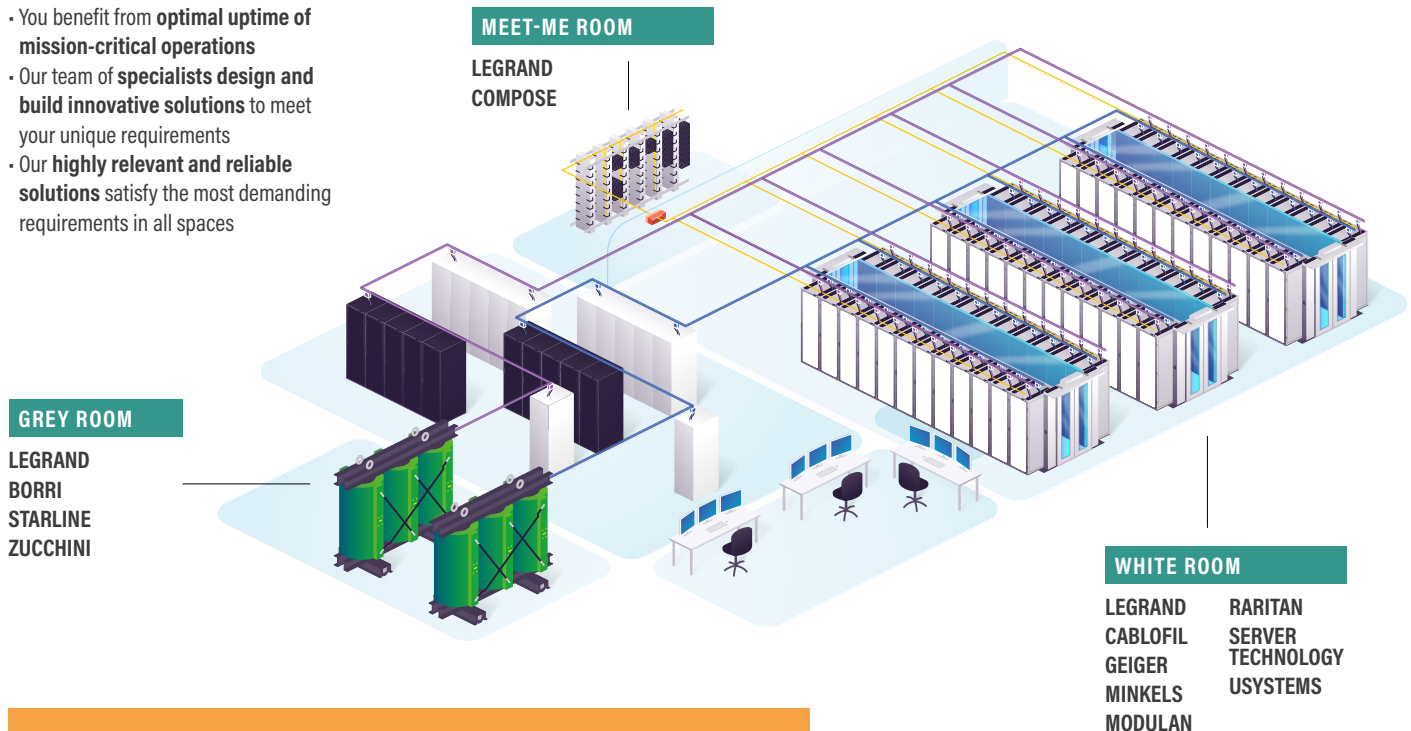 · You benefit from optimal uptime of
mission-critical operations
· Our team of specialists design and
build innovative solutions to meet
your unique requirements
· Our highly relevant and reliable
solutions satisfy the most demanding
requirements in all spaces
MEET-ME ROOM
LEGRAND
COMPOSE
GREY ROOM
LEGRAND
BORRI
STARLINE
ZUCCHINI
WHITE ROOM
LEGRAND
CABLOFIL
GEIGER
MINKELS
MODULAN
RARITAN
SERVER
TECHNOLOGY
USYSTEMS